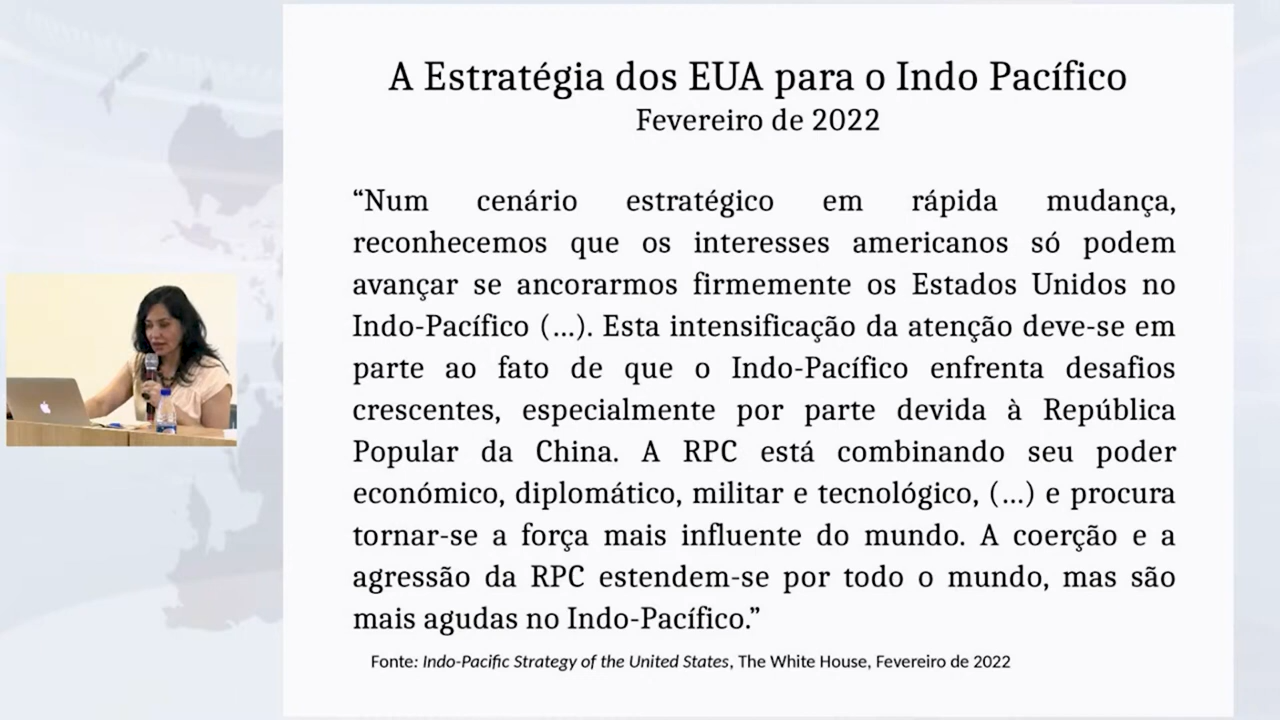 A Estratégia dos EUA para o Indo Pacífico
Fevereiro de 2022
“Num cenário estratégico em rápida mudança,
reconhecemos que os interesses americanos só podem
avançar se ancorarmos firmemente os Estados Unidos no
Indo-Pacífico (…). Esta intensificação da atenção deve-se em
parte ao fato de que o Indo-Pacífico enfrenta desafios
crescentes, especialmente por parte devida à República
Popular da China. A RPC está combinando seu poder
económico, diplomático, militar e tecnológico, (…) e procura
tornar-se a força mais influente do mundo. A coerção e a
agressão da RPC estendem-se por todo o mundo, mas são
mais agudas no Indo-Pacífico.”
Fonte: Indo-Pacific Strategy of the United States, The White House, Fevereiro de 2022